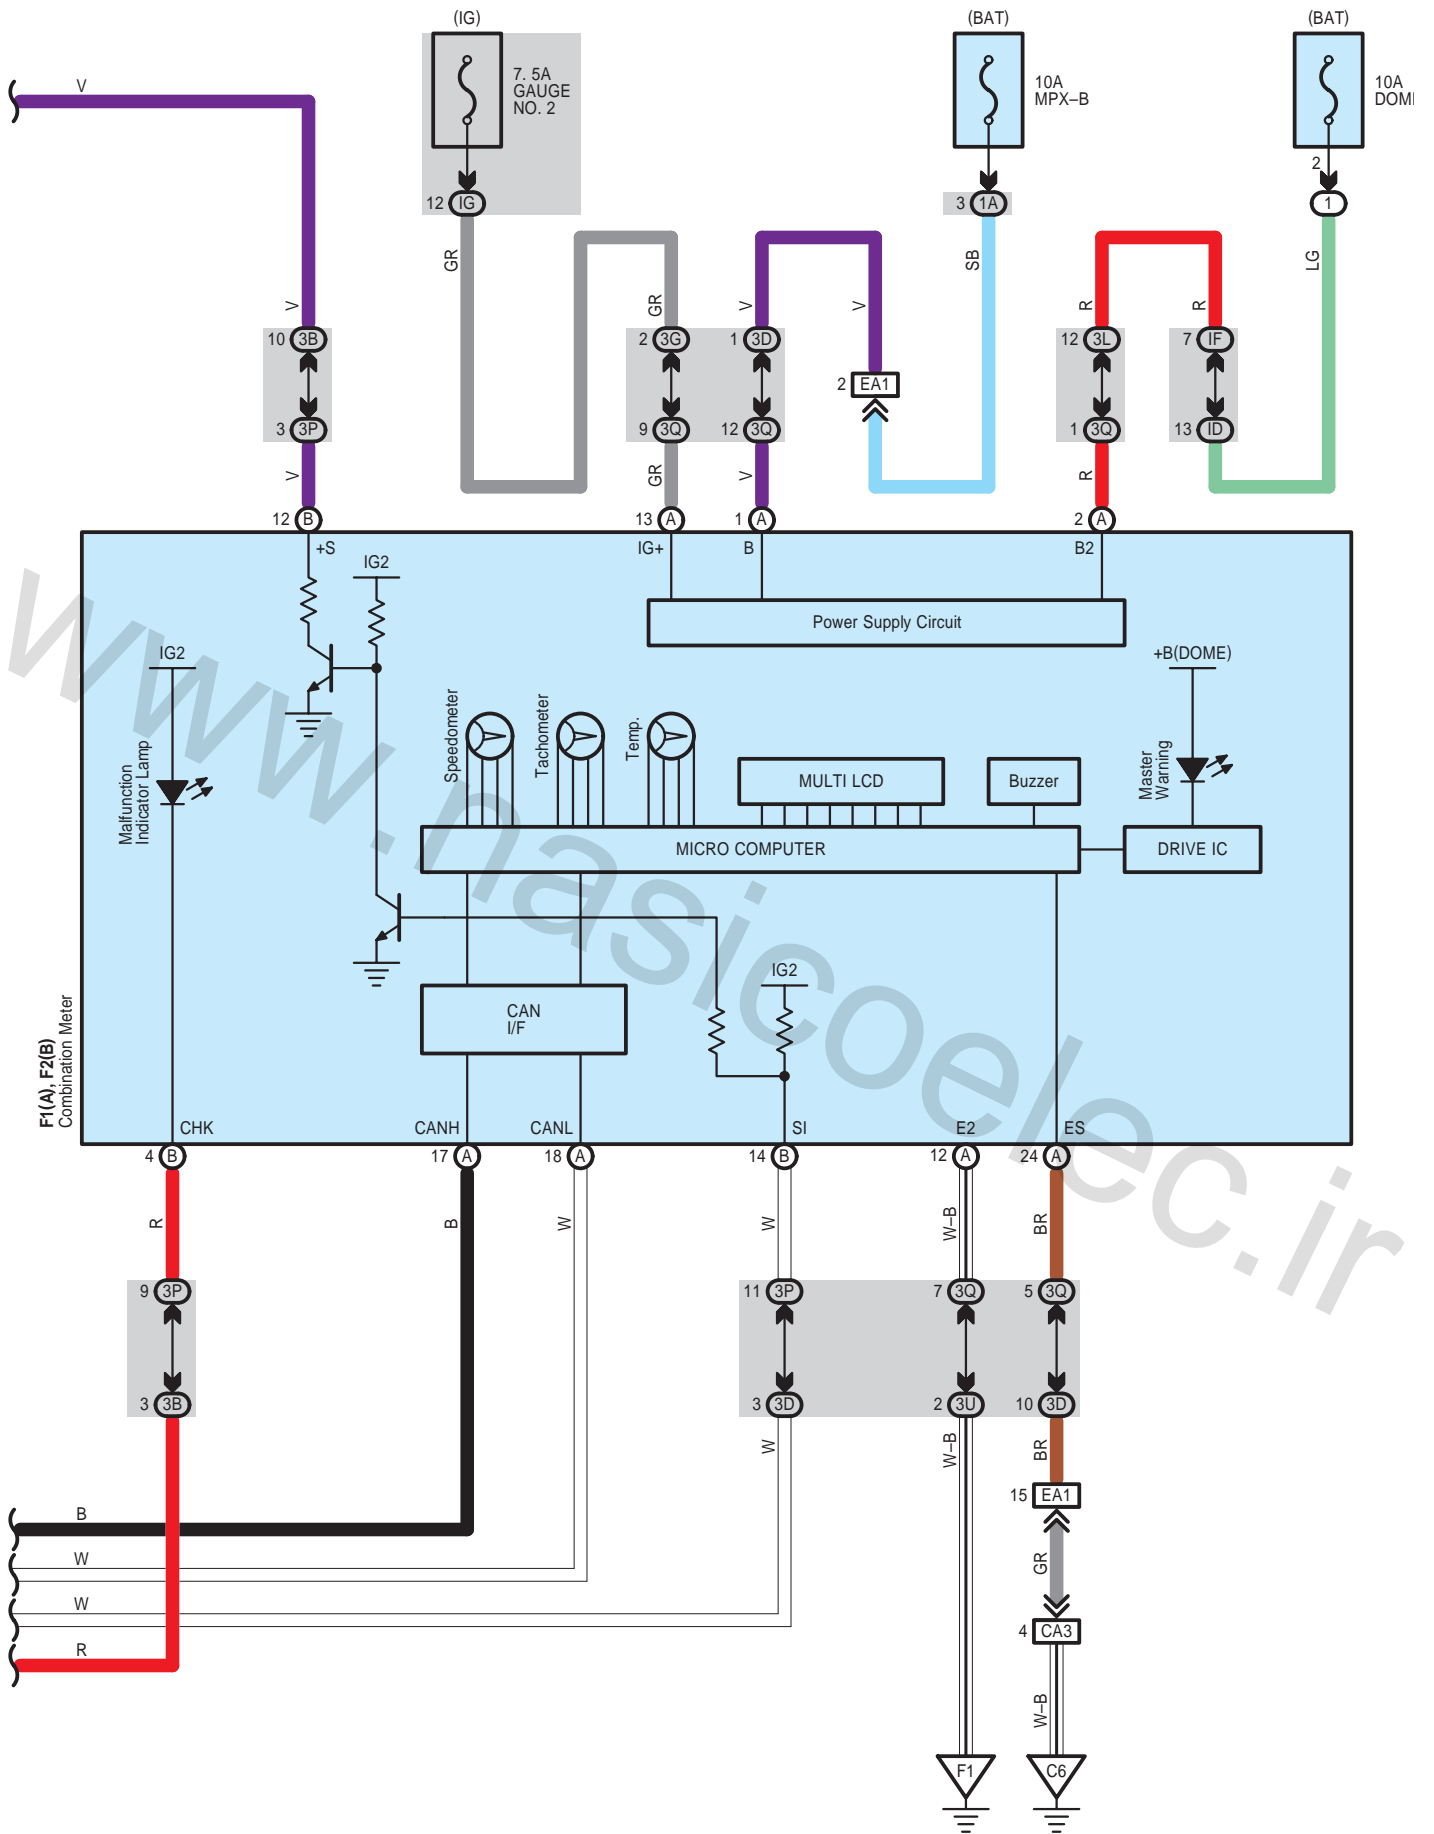 (IG)
(BAT)
(BAT)
V
7. 5A
GAUGE
NO. 2
10A
MPX–B
10A
2
12 IG
3 1A
1
GR
SB
LG
V
GR
V
V
R
R
10 3B
2 3G
1 3D
12 3L
7 IF
2 EA1
3 3P
9 3Q
12 3Q
1 3Q
13 ID
V
GR
V
R
12 B
13 A
1 A
2 A
+S
IG+
B
B2
IG2
Power Supply Circuit
IG2
+B(DOME)
Malfunction
Indicator Lamp
Speedometer
Tachometer
Temp.
MULTI LCD
Buzzer
Master
Warning
MICRO COMPUTER
DRIVE IC
IG2
CAN
I/F
F1(A), F2(B)
Combination Meter
CHK
CANH
CANL
SI
E2
ES
4 B
17 A
18 A
14 B
12 A
24 A
R
B
W
W
W–B
BR
9 3P
11 3P
7 3Q
5 3Q
3 3B
3 3D
2 3U
10 3D
W
W–B
BR
15 EA1
B
W
GR
W
4 CA3
R
W–B
F1
C6
www.nasicoelec.ir